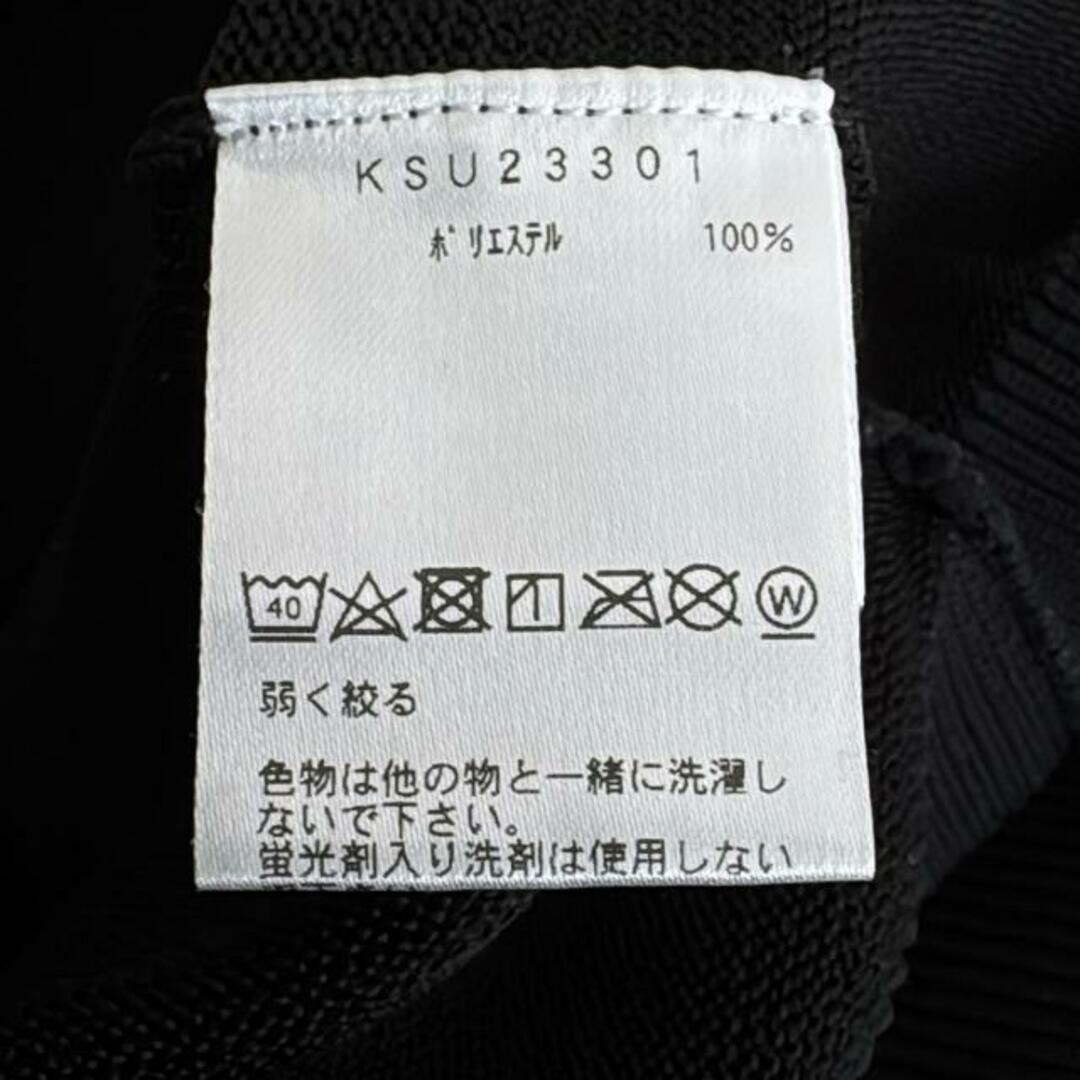 KSU23301
ポリエステル 100%
40 W
弱く絞る
色物は他の物と一緒に洗濯し
ないで下さい。
蛍光剤入り洗剤は使用しない